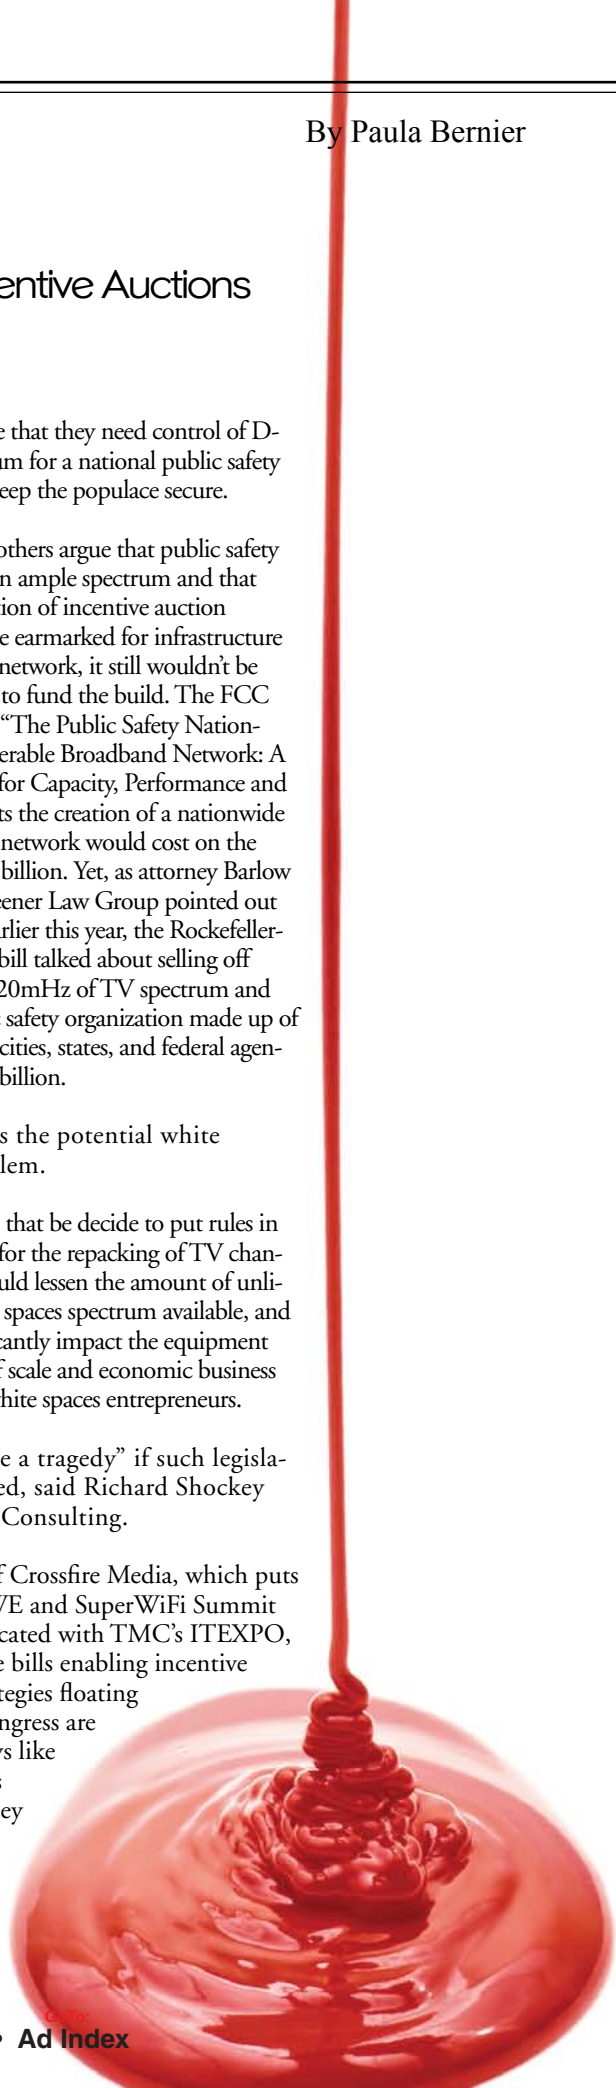 By Paula Bernier
entive Auctions
e that they need control of D-
um for a national public safety
eep the populace secure.
others argue that public safety
n ample spectrum and that
tion of incentive auction
e earmarked for infrastructure
network, it still wouldn’t be
to fund the build. The FCC
“The Public Safety Nation-
erable Broadband Network: A
for Capacity, Performance and
ts the creation of a nationwide
network would cost on the
billion. Yet, as attorney Barlow
eener Law Group pointed out
arlier this year, the Rockefeller-
bill talked about selling off
20mHz of TV spectrum and
safety organization made up of
cities, states, and federal agen-
billion.
s the potential white
lem.
that be decide to put rules in
for the repacking of TV chan-
uld lessen the amount of unli-
spaces spectrum available, and
cantly impact the equipment
f scale and economic business
hite spaces entrepreneurs.
e a tragedy” if such legisla-
ed, said Richard Shockey
Consulting.
f Crossfire Media, which puts
VE and SuperWiFi Summit
cated with TMC’s ITEXPO,
e bills enabling incentive
tegies floating
ngress are
ys like
s
ey
GoTo:
• Ad Index